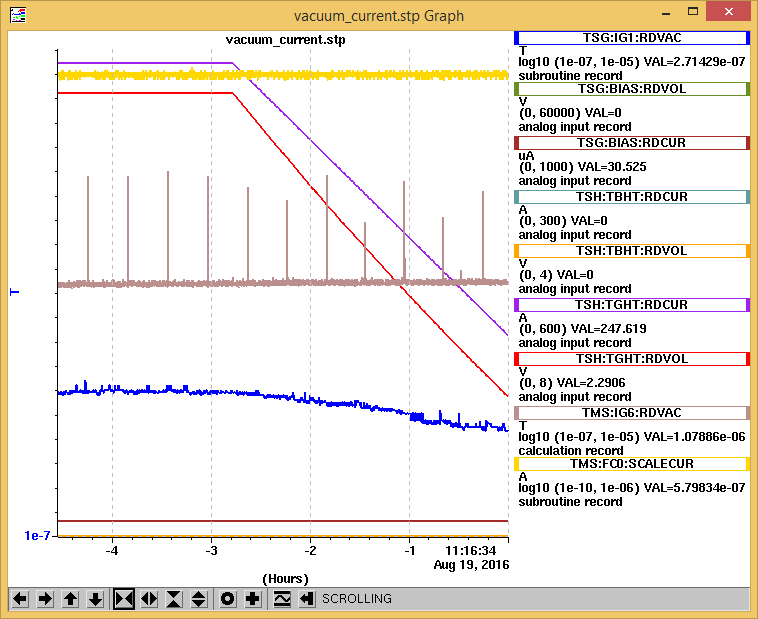 vacuum_current.stp Graph
vacuum_current.stp
TSG:IG1:RDVAC
T
log10 (1e-07, 1e-05) VAL=2.71429e-07
subroutine record
TSG:BIAS:RDVOL
V
(0, 60000) VAL=0
analog input record
TSG:BIAS:RDCUR
uA
(0, 1000) VAL=30.525
analog input record
TSH:TBHT:RDCUR
A
(0, 300) VAL=0
analog input record
TSH:TBHT:RDVOL
V
(0, 4) VAL=0
analog input record
TSH:TGHT:RDCUR
A
(0, 600) VAL=247.619
analog input record
TSH:TGHT:RDVOL
V
(0, 8) VAL=2.2906
analog input record
TMS:IG6:RDVAC
T
log10 (1e-07, 1e-05) VAL=1.07886e-06
calculation record
TMS:FC0:SCALECUR
A
log10 (1e-10, 1e-06) VAL=5.79834e-07
subroutine record
T
1e-7
-4 -3 -2 -1 11:16:34
Aug 19, 2016
(Hours)
SCROLLING